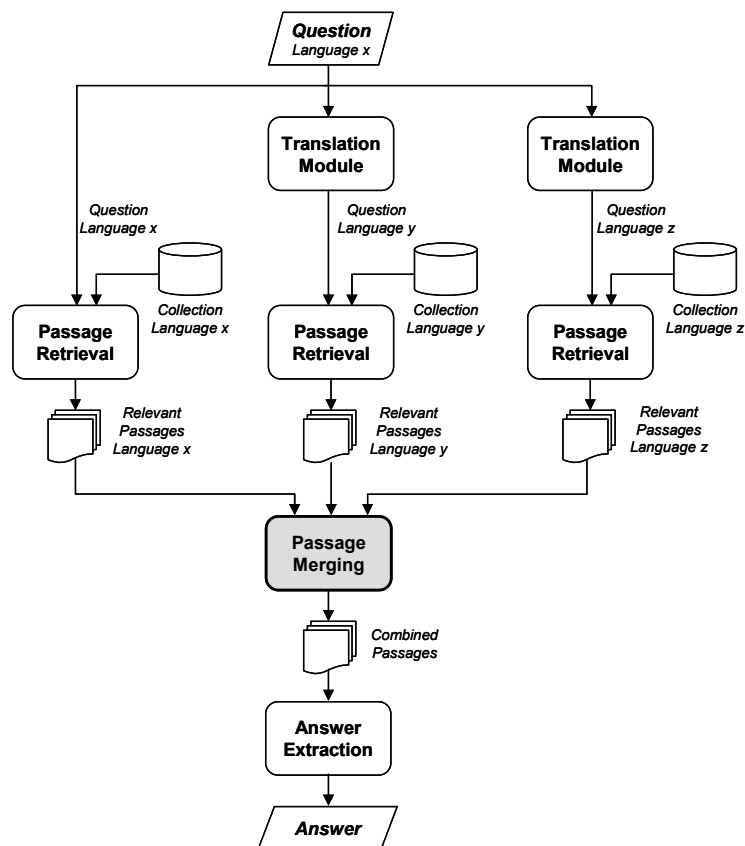 Question
Language x
Translation
Module
Translation
Module
Question
Language x
Question
Language y
Question
Language z
Collection
Language x
Collection
Language y
Collection
Language z
Passage
Retrieval
Passage
Retrieval
Passage
Retrieval
Relevant
Passages
Language x
Relevant
Passages
Language y
Relevant
Passages
Language z
Passage
Merging
Combined
Passages
Answer
Extraction
Answer